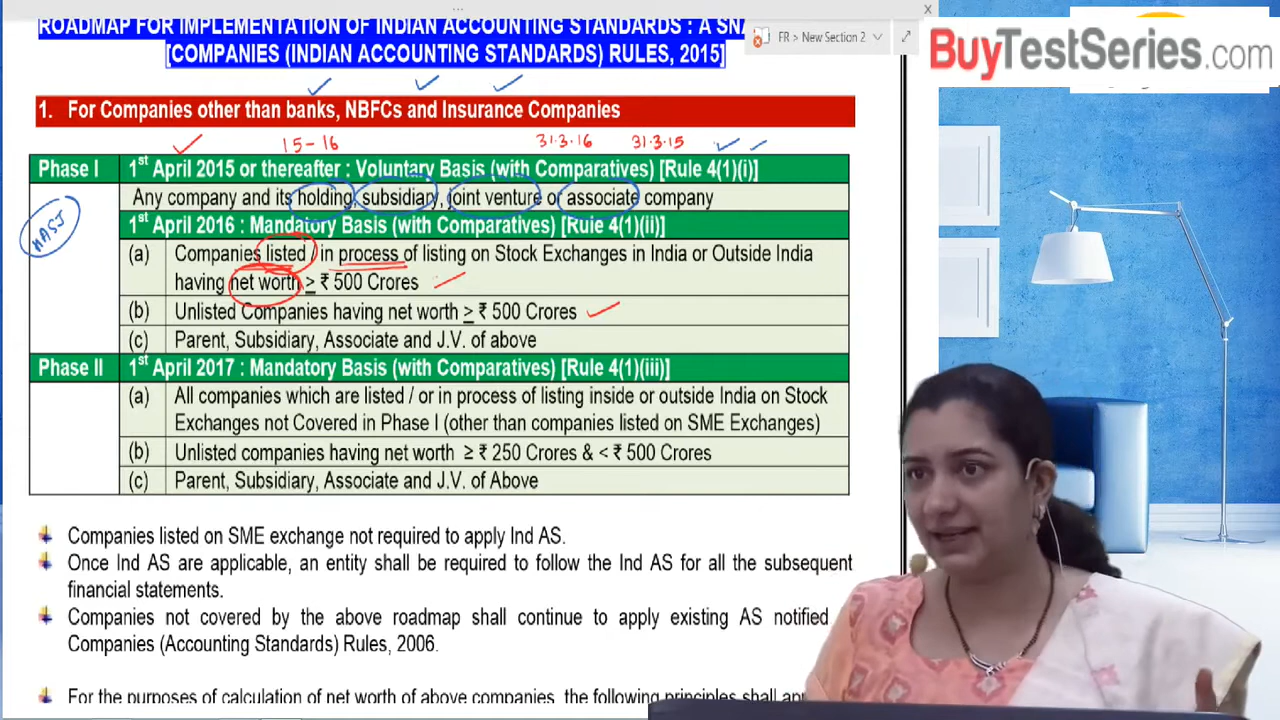 ...
ROADMAP FOR IMPLEMENTATION OF INDIAN ACCOUNTING STANDARDS : A SNA
[COMPANIES (INDIAN ACCOUNTING STANDARDS) RULES, 2015]
FR > New Section 2
BuyTestSeries.com
1. For Companies other than banks, NBFCs and Insurance Companies
15-16 31.3.16 31.3.15
Phase I 1st April 2015 or thereafter : Voluntary Basis (with Comparatives) [Rule 4(1)(i)]
Any company and its holding, subsidiary, joint venture or associate company
HASJ
1st April 2016 : Mandatory Basis (with Comparatives) [Rule 4(1)(ii)]
(a) Companies listed / in process of listing on Stock Exchanges in India or Outside India
having net worth ≥ ₹ 500 Crores
(b) Unlisted Companies having net worth ≥ ₹ 500 Crores
(c) Parent, Subsidiary, Associate and J.V. of above
Phase II 1st April 2017 : Mandatory Basis (with Comparatives) [Rule 4(1)(iii)]
(a) All companies which are listed / or in process of listing inside or outside India on Stock
Exchanges not Covered in Phase I (other than companies listed on SME Exchanges)
(b) Unlisted companies having net worth ≥ ₹ 250 Crores & < ₹ 500 Crores
(c) Parent, Subsidiary, Associate and J.V. of Above
Companies listed on SME exchange not required to apply Ind AS.
Once Ind AS are applicable, an entity shall be required to follow the Ind AS for all the subsequent
financial statements.
Companies not covered by the above roadmap shall continue to apply existing AS notified
Companies (Accounting Standards) Rules, 2006.
For the purposes of calculation of net worth of above companies, the following principles shall